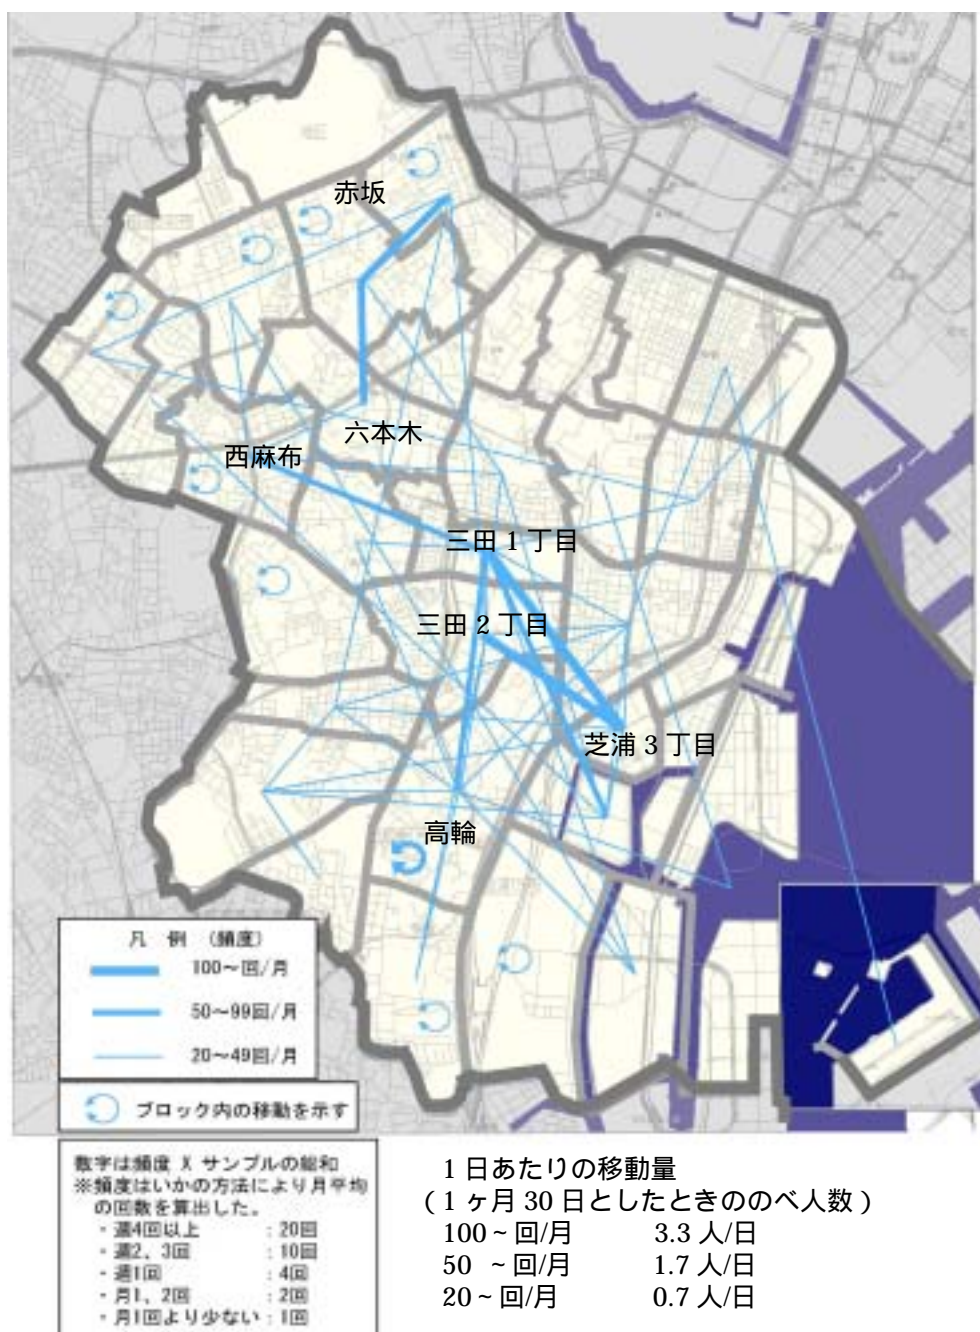 赤坂
六本木
西麻布
三田1丁目
三田2丁目
芝浦3丁目
高輪
凡 例 (頻度)
100～回/月
50～99回/月
20～49回/月
ブロック内の移動を示す
数字は頻度 X サンプルの総和
※頻度はいかの方法により月平均
の回数を算出した。
・週4回以上 : 20回
・週2、3回 : 10回
・週1回 : 4回
・月1、2回 : 2回
・月1回より少ない : 1回
1日あたりの移動量
(1ヶ月30日としたときののべ人数)
100~回/月 3.3人/日
50 ~回/月 1.7人/日
20~回/月 0.7人/日